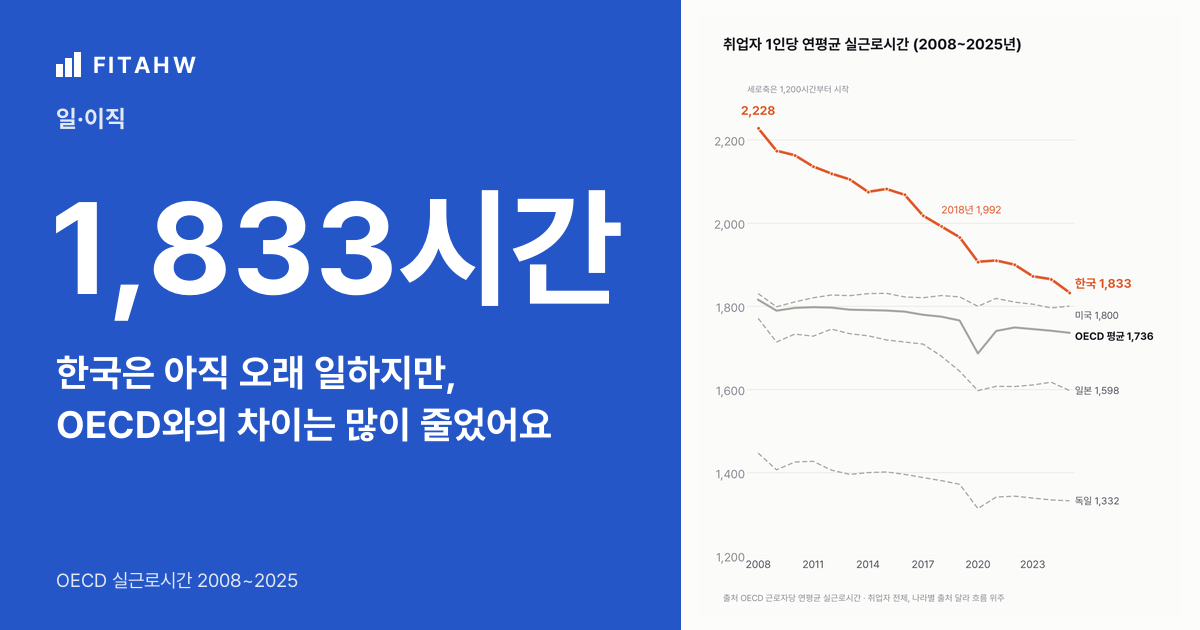 FITAHW
일·이직
1,833시간
한국은 아직 오래 일하지만,
OECD와의 차이는 많이 줄었어요
OECD 실근로시간 2008~2025
취업자 1인당 연평균 실근로시간 (2008~2025년)
세로축은 1,200시간부터 시작
2,228
2,200
2018년 1,992
2,000
한국 1,833
1,800
미국 1,800
OECD 평균 1,736
1,600
일본 1,598
1,400
독일 1,332
1,200
2008 2011 2014 2017 2020 2023
출처 OECD 근로자당 연평균 실근로시간 · 취업자 전체, 나라별 출처 달라 흐름 위주